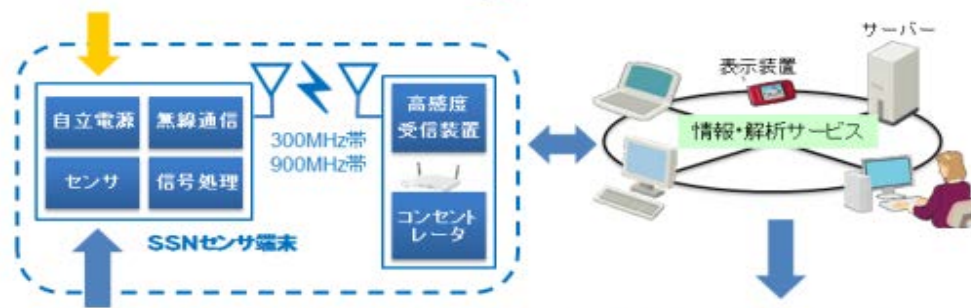 自立電源
無線通信
センサ
信号処理
SSNセンサ端末
300MHz帯
900MHz帯
高感度
受信装置
コンセント
レータ
サーバー
表示装置
情報・解析サービス